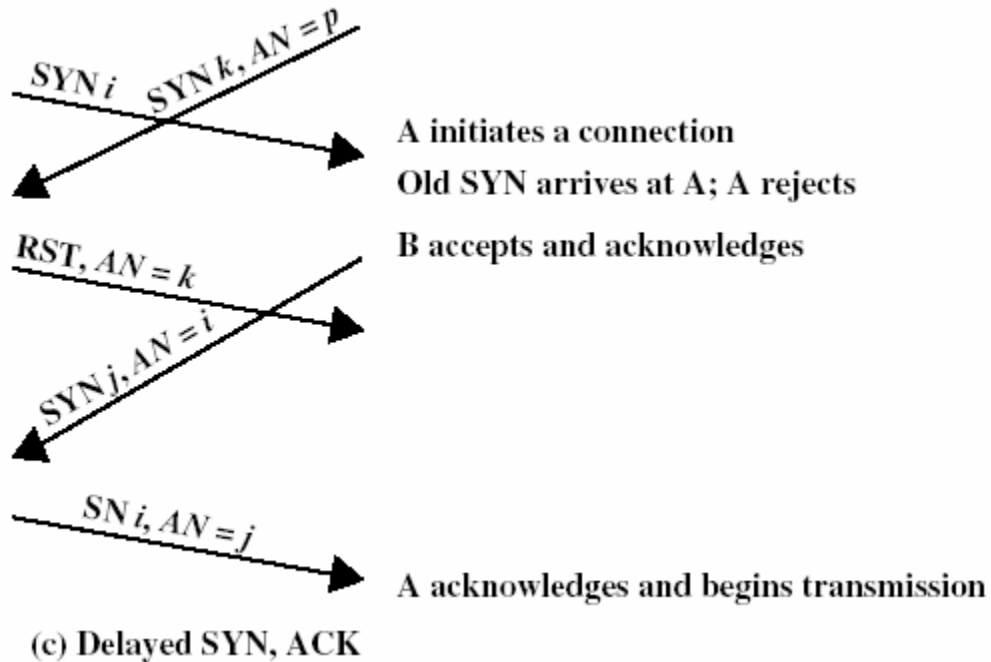 SYN i
SYN k, AN = p
A initiates a connection
Old SYN arrives at A; A rejects
RST, AN = k
B accepts and acknowledges
SYN j, AN = i
SN i, AN = j
A acknowledges and begins transmission
(c) Delayed SYN, ACK